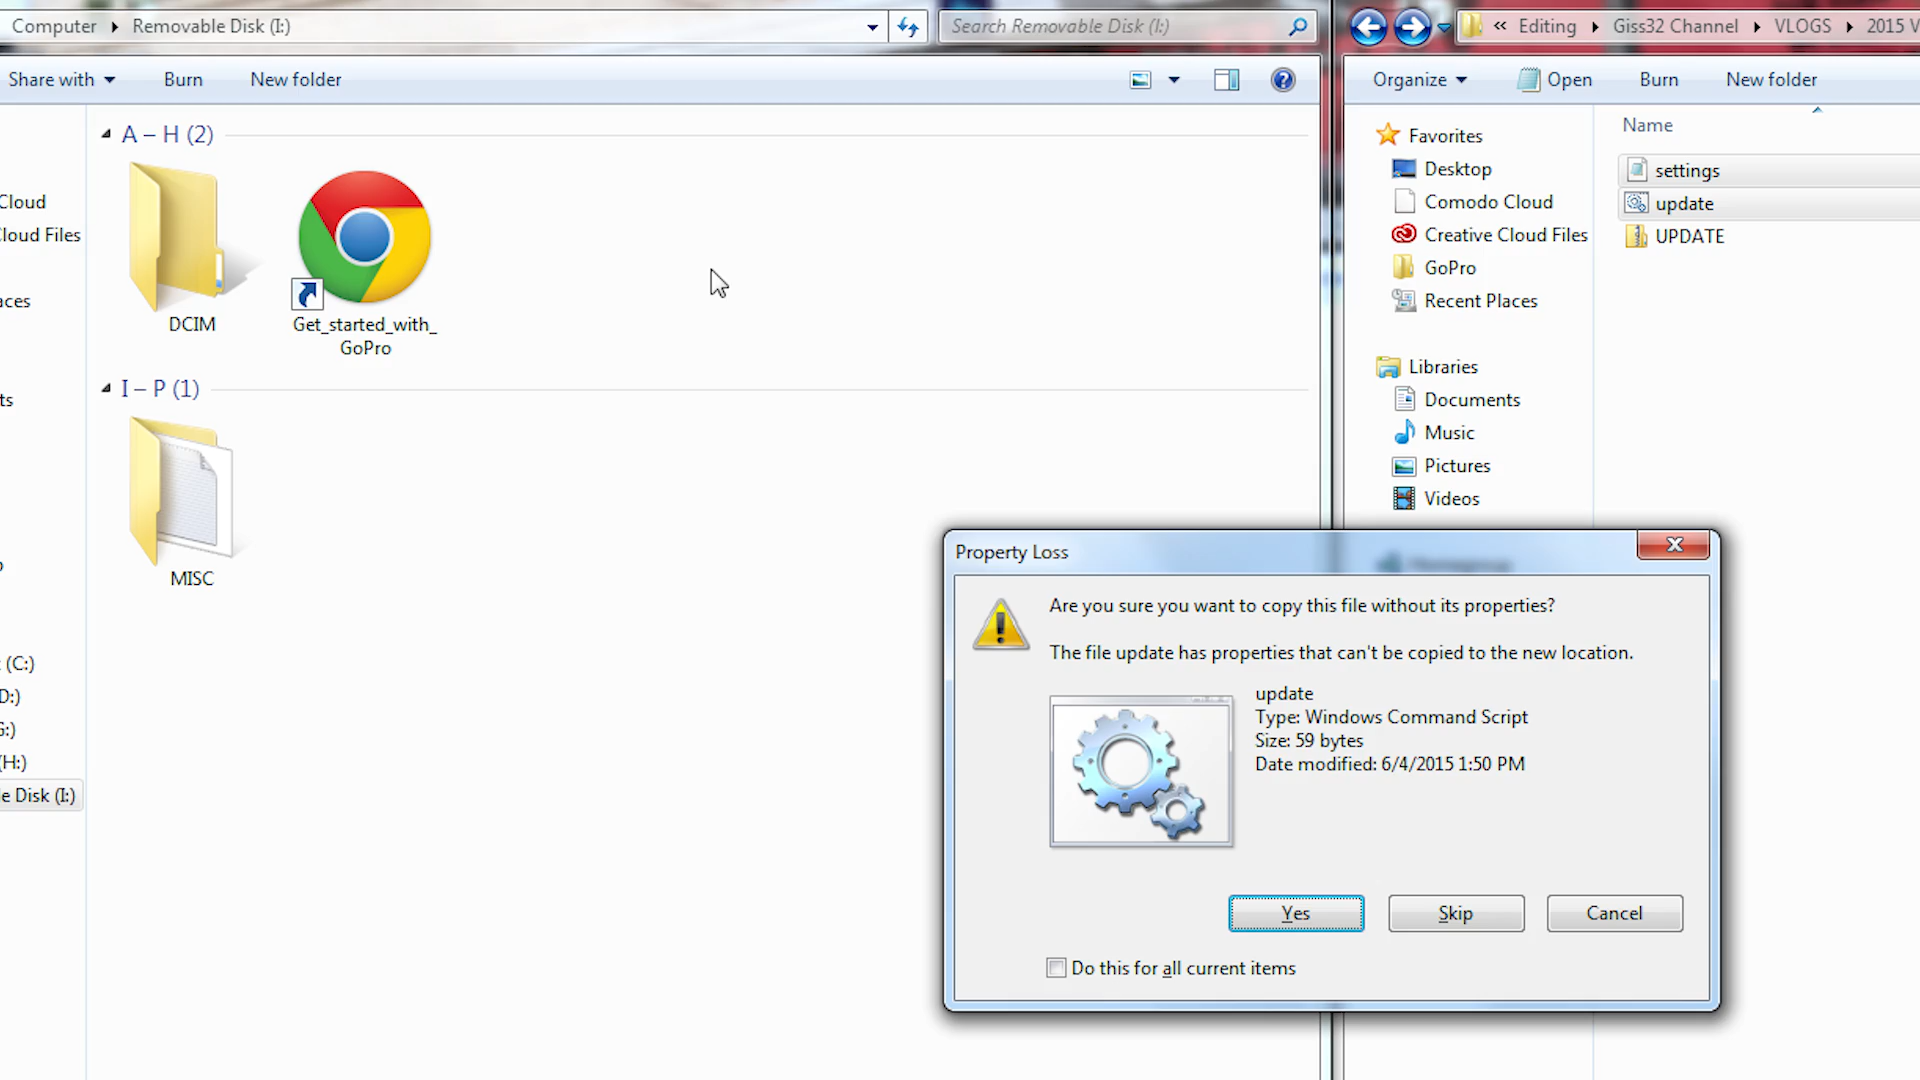 Computer
Removable Disk (I:)
Search Removable Disk (I:)
« Editing
Giss32 Channel
VLOGS
2015 V
Share with
Burn
New folder
Organize
Open
Burn
New folder
A – H (2)
DCIM
Get_started_with_
GoPro
I – P (1)
MISC
Cloud
loud Files
aces
ts
(C:)
D:)
G:)
(H:)
e Disk (I:)
Favorites
Desktop
Comodo Cloud
Creative Cloud Files
GoPro
Recent Places
Libraries
Documents
Music
Pictures
Videos
Name
settings
update
UPDATE
Property Loss
Are you sure you want to copy this file without its properties?
The file update has properties that can't be copied to the new location.
update
Type: Windows Command Script
Size: 59 bytes
Date modified: 6/4/2015 1:50 PM
Yes
Skip
Cancel
Do this for all current items